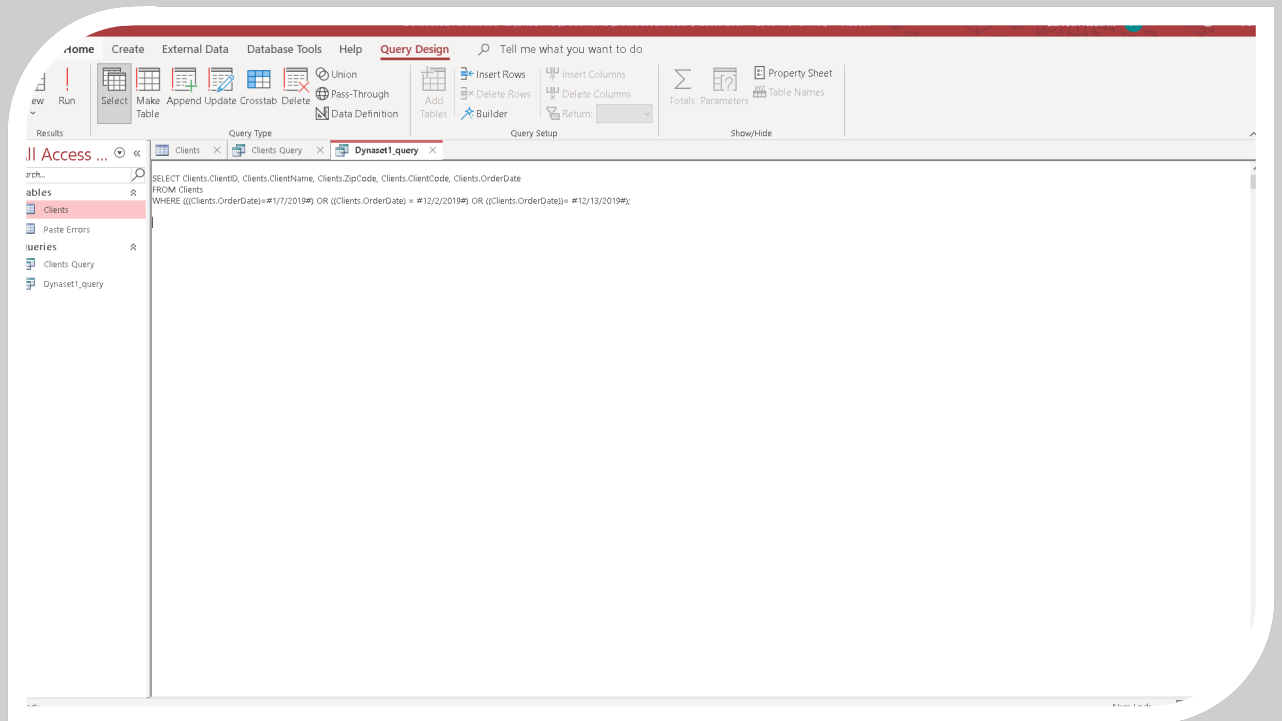 Home Create External Data Database Tools Help Query Design Tell me what you want to do
Run
Select
Make Table
Append
Update
Crosstab
Delete
Union
Pass-Through
Data Definition
Add Tables
Insert Rows
Delete Rows
Builder
Insert Columns
Delete Columns
Return:
Totals
Parameters
Property Sheet
Table Names
Results Query Type Query Setup Show/Hide
ll Access ... «
arch...
ables
Clients
Paste Errors
ueries
Clients Query
Dynaset1_query
Clients Clients Query Dynaset1_query
SELECT Clients.ClientID, Clients.ClientName, Clients.ZipCode, Clients.ClientCode, Clients.OrderDate
FROM Clients
WHERE (((Clients.OrderDate)=#1/7/2019#) OR ((Clients.OrderDate) = #12/2/2019#) OR ((Clients.OrderDate))= #12/13/2019#);